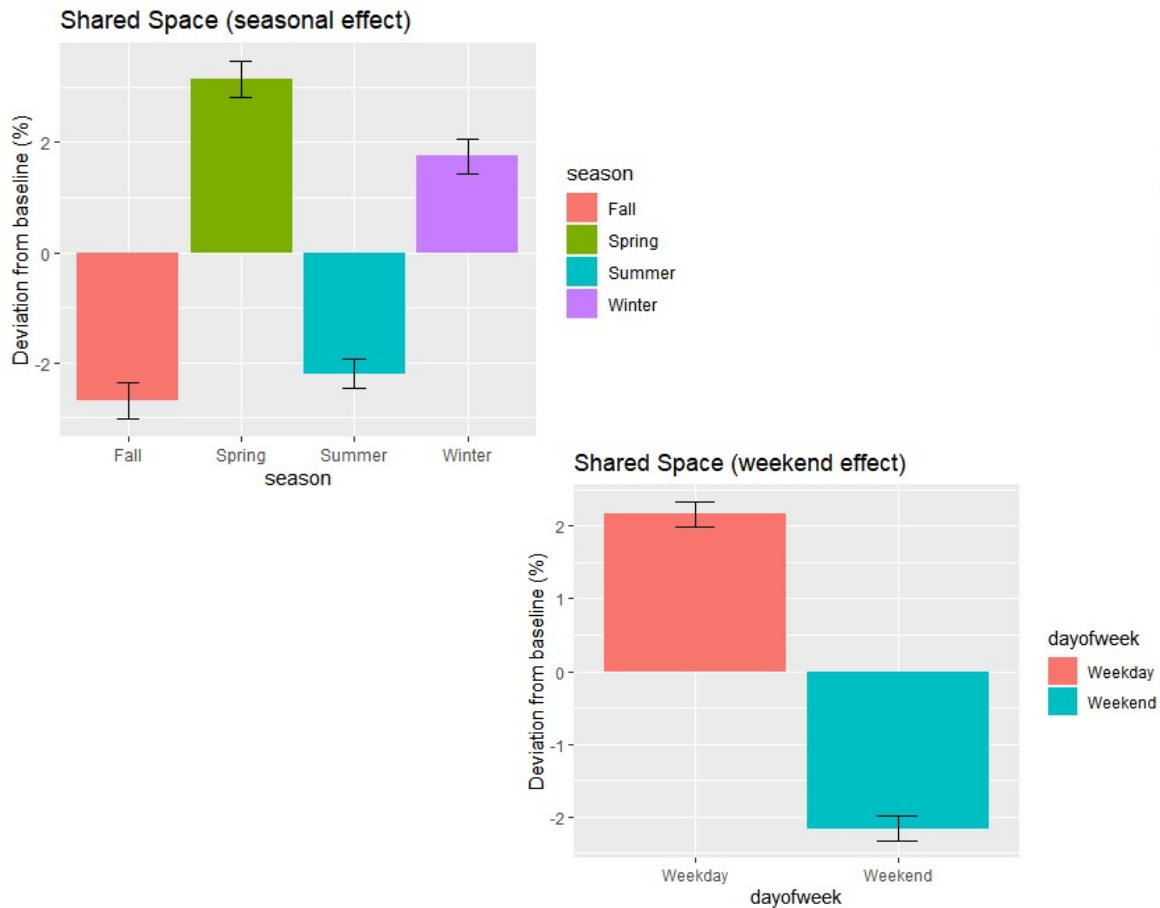 Shared Space (seasonal effect)
Deviation from baseline (%)
2
0
-2
Fall Spring Summer Winter
season
season
Fall
Spring
Summer
Winter
Shared Space (weekend effect)
Deviation from baseline (%)
2
1
0
-1
-2
Weekday Weekend
dayofweek
dayofweek
Weekday
Weekend